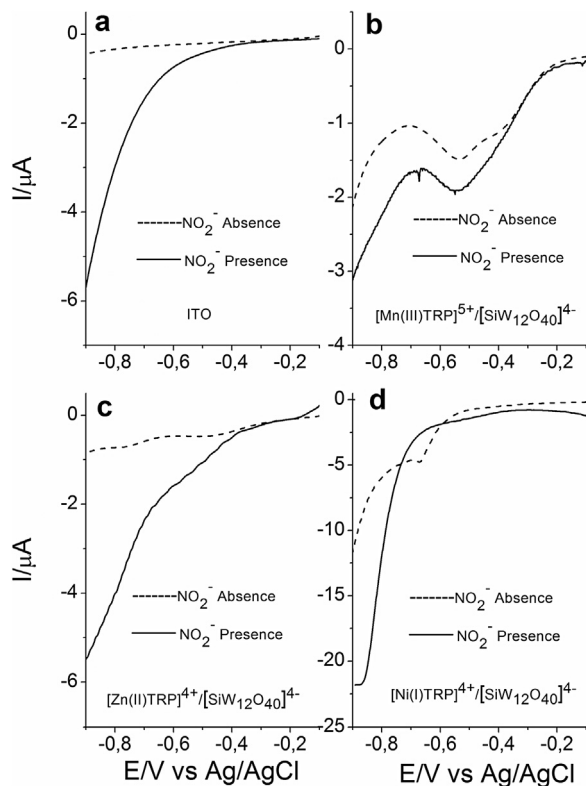 a
0
-2
-4
-6
I/μA
NO2- Absence
NO2- Presence
ITO
-0,8 -0,6 -0,4 -0,2
b
0
-1
-2
-3
-4
NO2- Absence
NO2- Presence
[Mn(III)TRP]5+/[SiW12O40]4-
-0,8 -0,6 -0,4 -0,2
c
0
-2
-4
-6
I/μA
NO2- Absence
NO2- Presence
[Zn(II)TRP]4+/[SiW12O40]4-
-0,8 -0,6 -0,4 -0,2
E/V vs Ag/AgCl
d
0
-5
-10
-15
-20
-25
NO2- Absence
NO2- Presence
[Ni(I)TRP]4+/[SiW12O40]4-
-0,8 -0,6 -0,4 -0,2
E/V vs Ag/AgCl